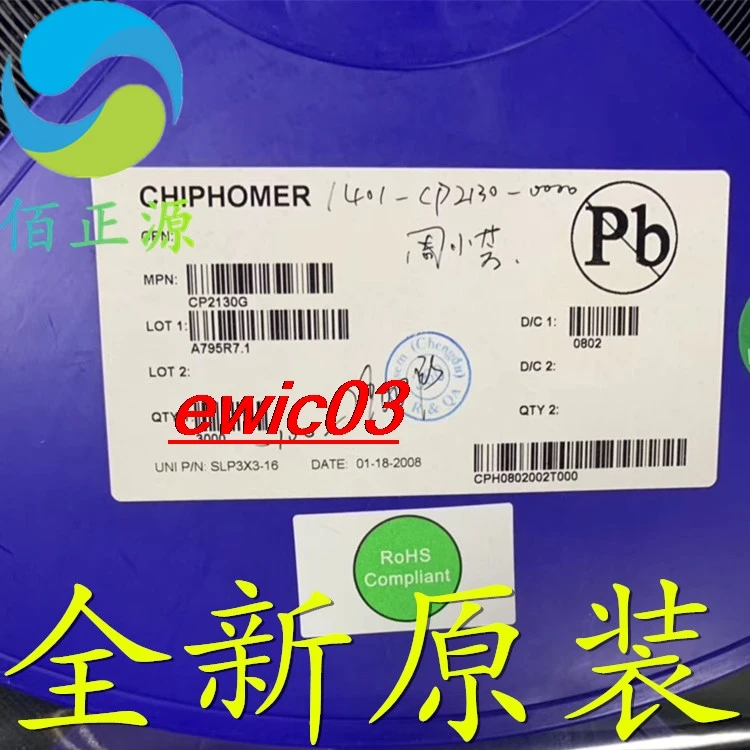 佰正源
CHIPHOMER 1401-CP2130-0000
CPN:
周小芳.
Pb
MPN:
CP2130G
LOT 1:
A795R7.1
D/C 1:
0802
LOT 2:
D/C 2:
(Chengdu)
& QA
QTY
3000
QTY 2:
ewic03
UNI P/N: SLP3X3-16 DATE: 01-18-2008
CPH0802002T000
RoHS
Compliant
全新原装